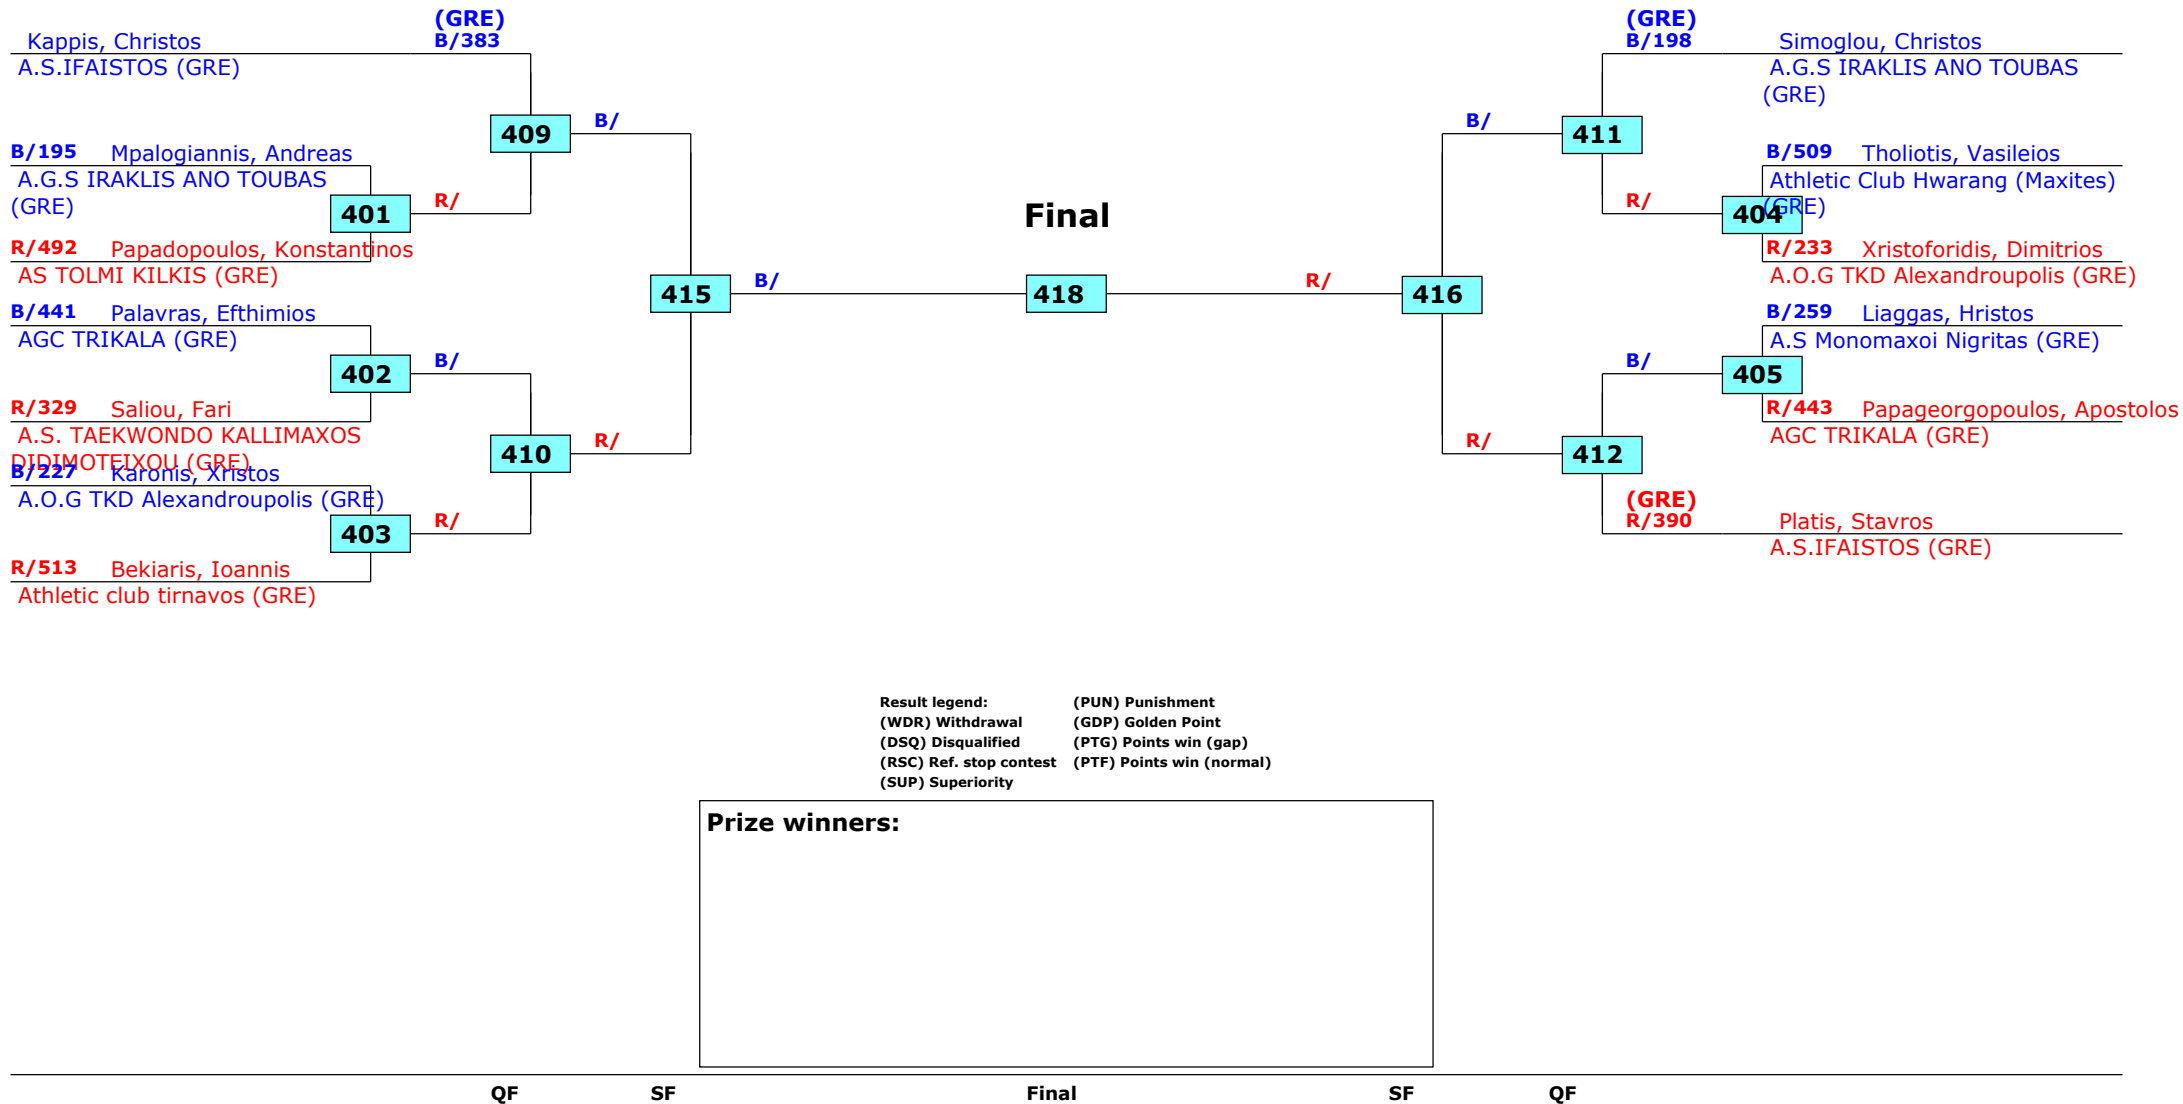 (GRE)
Kappis, Christos
B/383
A.S.IFAISTOS (GRE)
409
B/
B/195 Mpalogiannis, Andreas
A.G.S IRAKLIS ANO TOUBAS
(GRE)
401
R/
R/492 Papadopoulos, Konstantinos
AS TOLMI KILKIS (GRE)
415
B/
B/441 Palavras, Efthimios
AGC TRIKALA (GRE)
402
B/
R/329 Saliou, Fari
A.S. TAEKWONDO KALLIMAXOS
DIDIMOTEIXOU (GRE)
410
R/
B/227 Karonis, Xristos
A.O.G TKD Alexandroupolis (GRE)
403
R/
R/513 Bekiaris, Ioannis
Athletic club tirnavos (GRE)
Final
418
(GRE)
B/198 Simoglou, Christos
A.G.S IRAKLIS ANO TOUBAS
(GRE)
B/
411
B/509 Tholiotis, Vasileios
Athletic Club Hwarang (Maxites)
(GRE)
R/
404
R/233 Xristoforidis, Dimitrios
A.O.G TKD Alexandroupolis (GRE)
R/
416
B/259 Liaggas, Hristos
A.S Monomaxoi Nigritas (GRE)
B/
405
R/443 Papageorgopoulos, Apostolos
AGC TRIKALA (GRE)
R/
412
(GRE)
R/390 Platis, Stavros
A.S.IFAISTOS (GRE)
Result legend: (PUN) Punishment
(WDR) Withdrawal (GDP) Golden Point
(DSQ) Disqualified (PTG) Points win (gap)
(RSC) Ref. stop contest (PTF) Points win (normal)
(SUP) Superiority
Prize winners:
QF SF Final SF QF